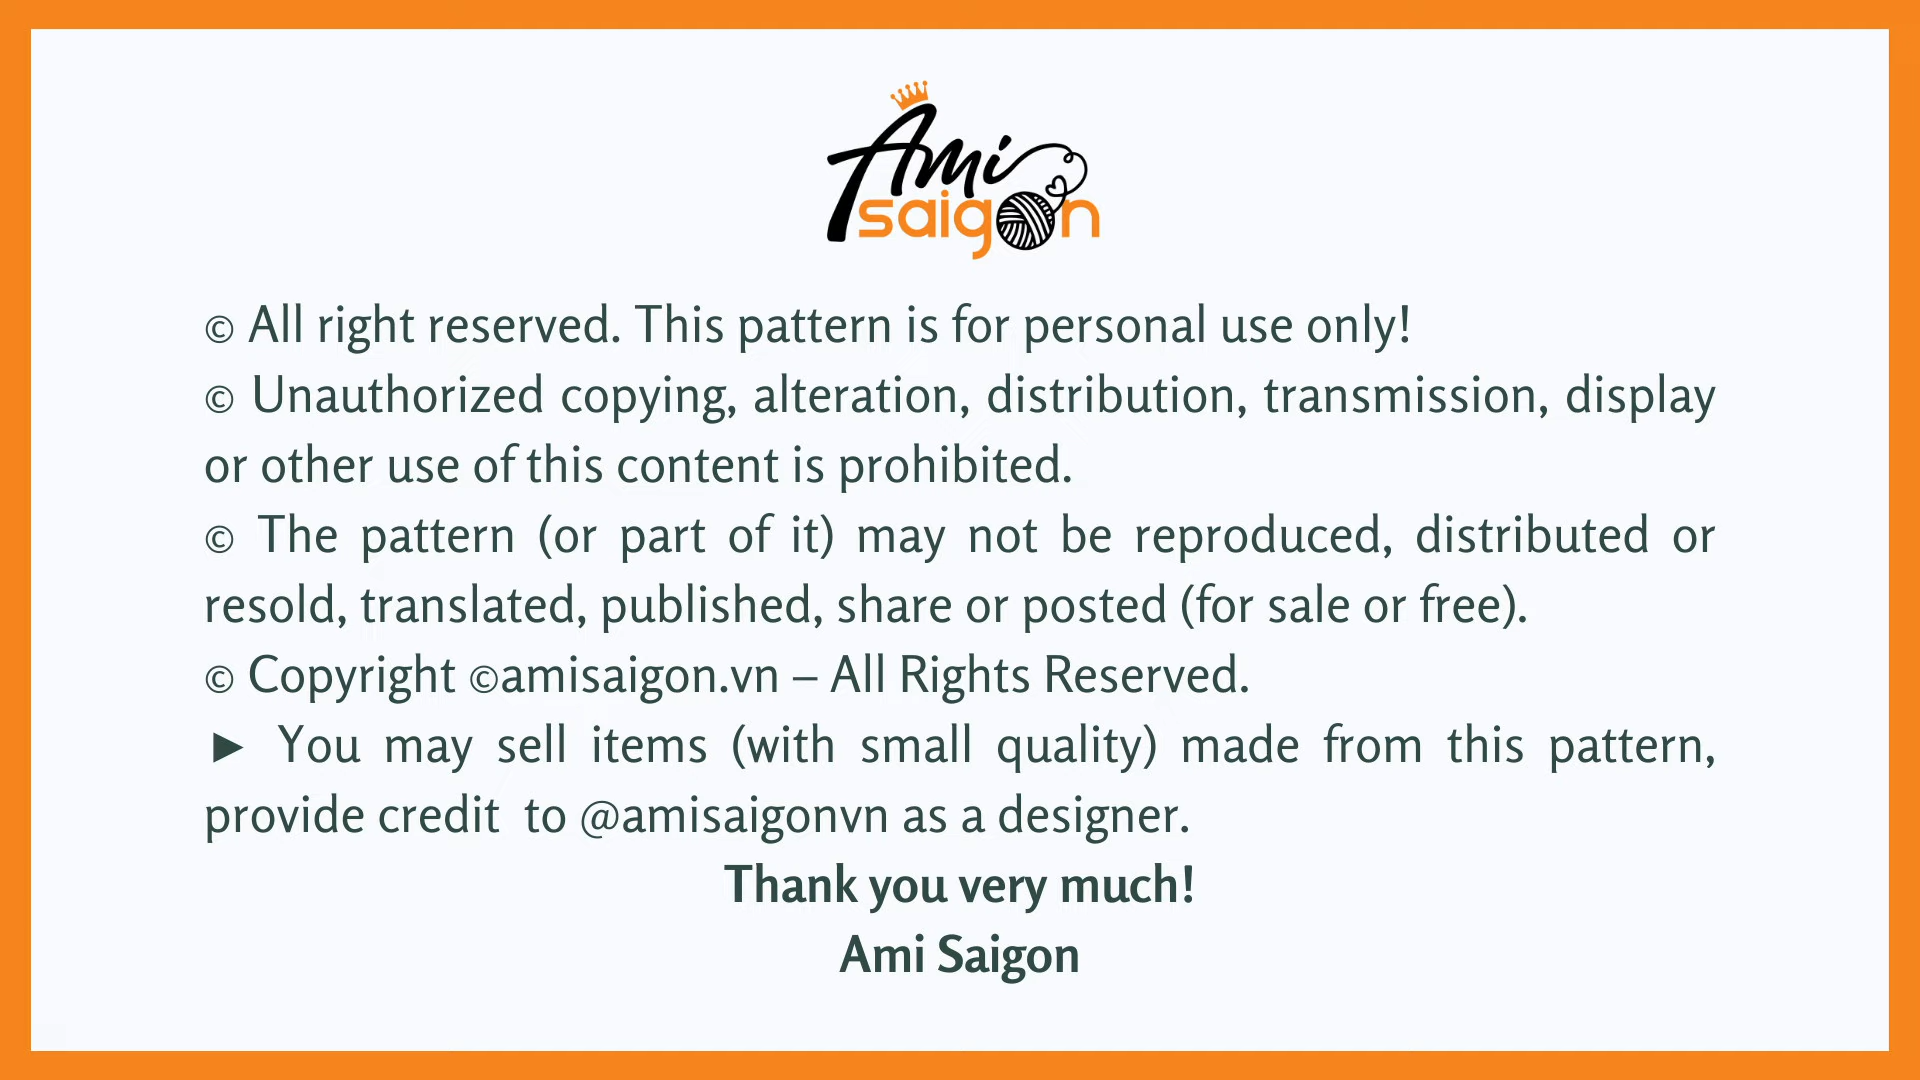 Ami
saigon
© All right reserved. This pattern is for personal use only!
© Unauthorized copying, alteration, distribution, transmission, display
or other use of this content is prohibited.
© The pattern (or part of it) may not be reproduced, distributed or
resold, translated, published, share or posted (for sale or free).
© Copyright ©amisaigon.vn – All Rights Reserved.
► You may sell items (with small quality) made from this pattern,
provide credit  to @amisaigonvn as a designer.
Thank you very much!
Ami Saigon